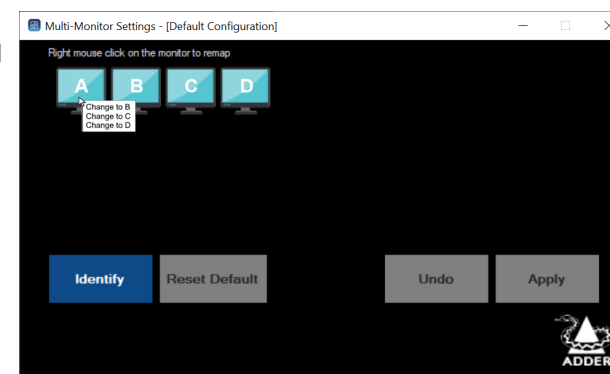 Multi-Monitor Settings - [Default Configuration]
Right mouse click on the monitor to remap
A B C D
Change to B
Change to C
Change to D
Identify Reset Default Undo Apply
ADDER